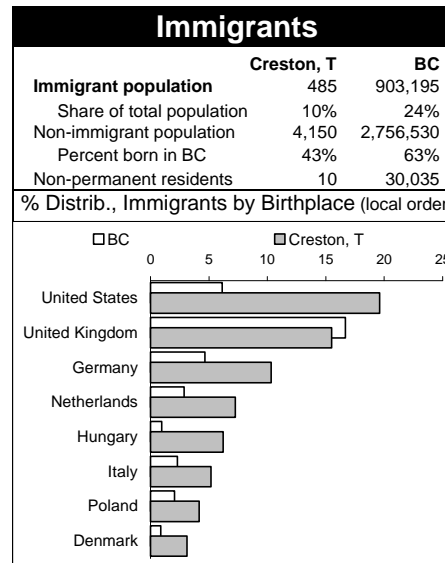 Immigrants
Creston, T BC
Immigrant population 485 903,195
Share of total population 10% 24%
Non-immigrant population 4,150 2,756,530
Percent born in BC 43% 63%
Non-permanent residents 10 30,035
% Distrib., Immigrants by Birthplace (local order
BC Creston, T
0 5 10 15 20 25
United States
United Kingdom
Germany
Netherlands
Hungary
Italy
Poland
Denmark